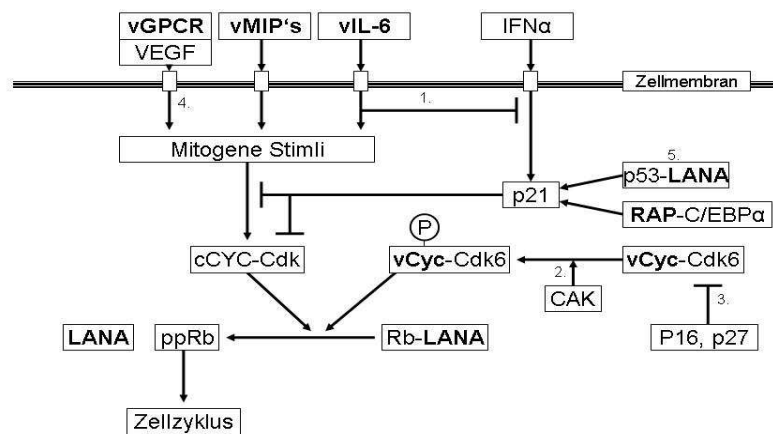 vGPCR
VEGF
vMIP‘s
vIL-6
IFNα
Zellmembran
4.
1.
Mitogene Stimli
5.
p53-LANA
p21
RAP-C/EBPα
P
cCYC-Cdk
vCyc-Cdk6
2.
vCyc-Cdk6
CAK
3.
LANA
ppRb
Rb-LANA
P16, p27
Zellzyklus